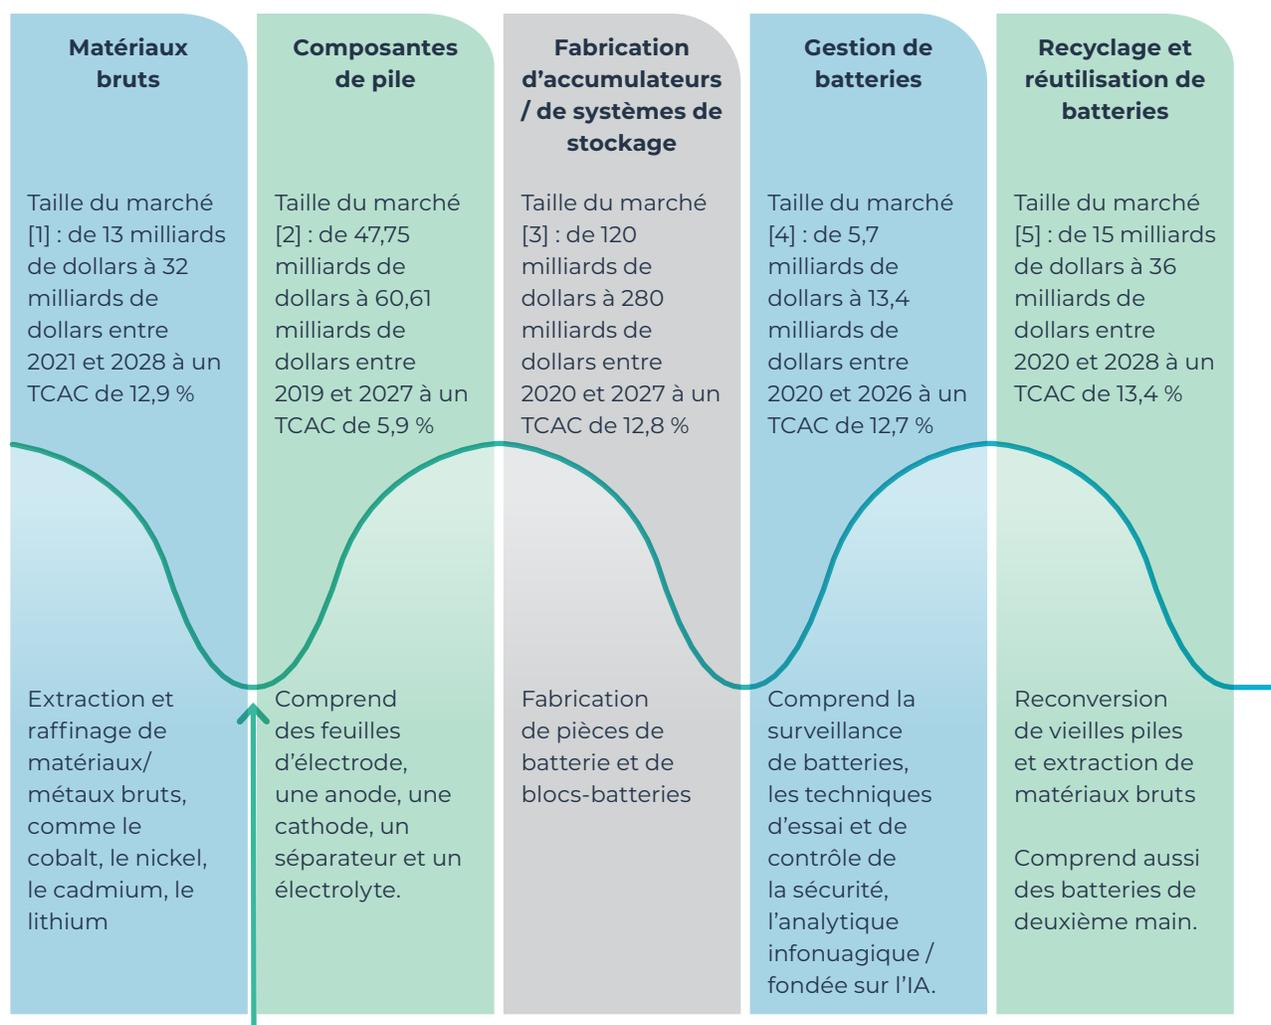 Matériaux
bruts
Taille du marché
[1] : de 13 milliards
de dollars à 32
milliards de
dollars entre
2021 et 2028 à un
TCAC de 12,9 %
Extraction et
raffinage de
matériaux/
métaux bruts,
comme le
cobalt, le nickel,
le cadmium, le
lithium
Composantes
de pile
Taille du marché
[2] : de 47,75
milliards de
dollars à 60,61
milliards de
dollars entre
2019 et 2027 à un
TCAC de 5,9 %
Comprend
des feuilles
d’électrode,
une anode, une
cathode, un
séparateur et un
électrolyte.
Fabrication
d’accumulateurs
/ de systèmes de
stockage
Taille du marché
[3] : de 120
milliards de
dollars à 280
milliards de
dollars entre
2020 et 2027 à un
TCAC de 12,8 %
Fabrication
de pièces de
batterie et de
blocs-batteries
Gestion de
batteries
Taille du marché
[4] : de 5,7
milliards de
dollars à 13,4
milliards de
dollars entre
2020 et 2026 à un
TCAC de 12,7 %
Comprend la
surveillance
de batteries,
les techniques
d’essai et de
contrôle de
la sécurité,
l’analytique
infonuagique /
fondée sur l’IA.
Recyclage et
réutilisation de
batteries
Taille du marché
[5] : de 15 milliards
de dollars à 36
milliards de
dollars entre
2020 et 2028 à un
TCAC de 13,4 %
Reconversion
de vieilles piles
et extraction de
matériaux bruts
Comprend aussi
des batteries de
deuxième main.